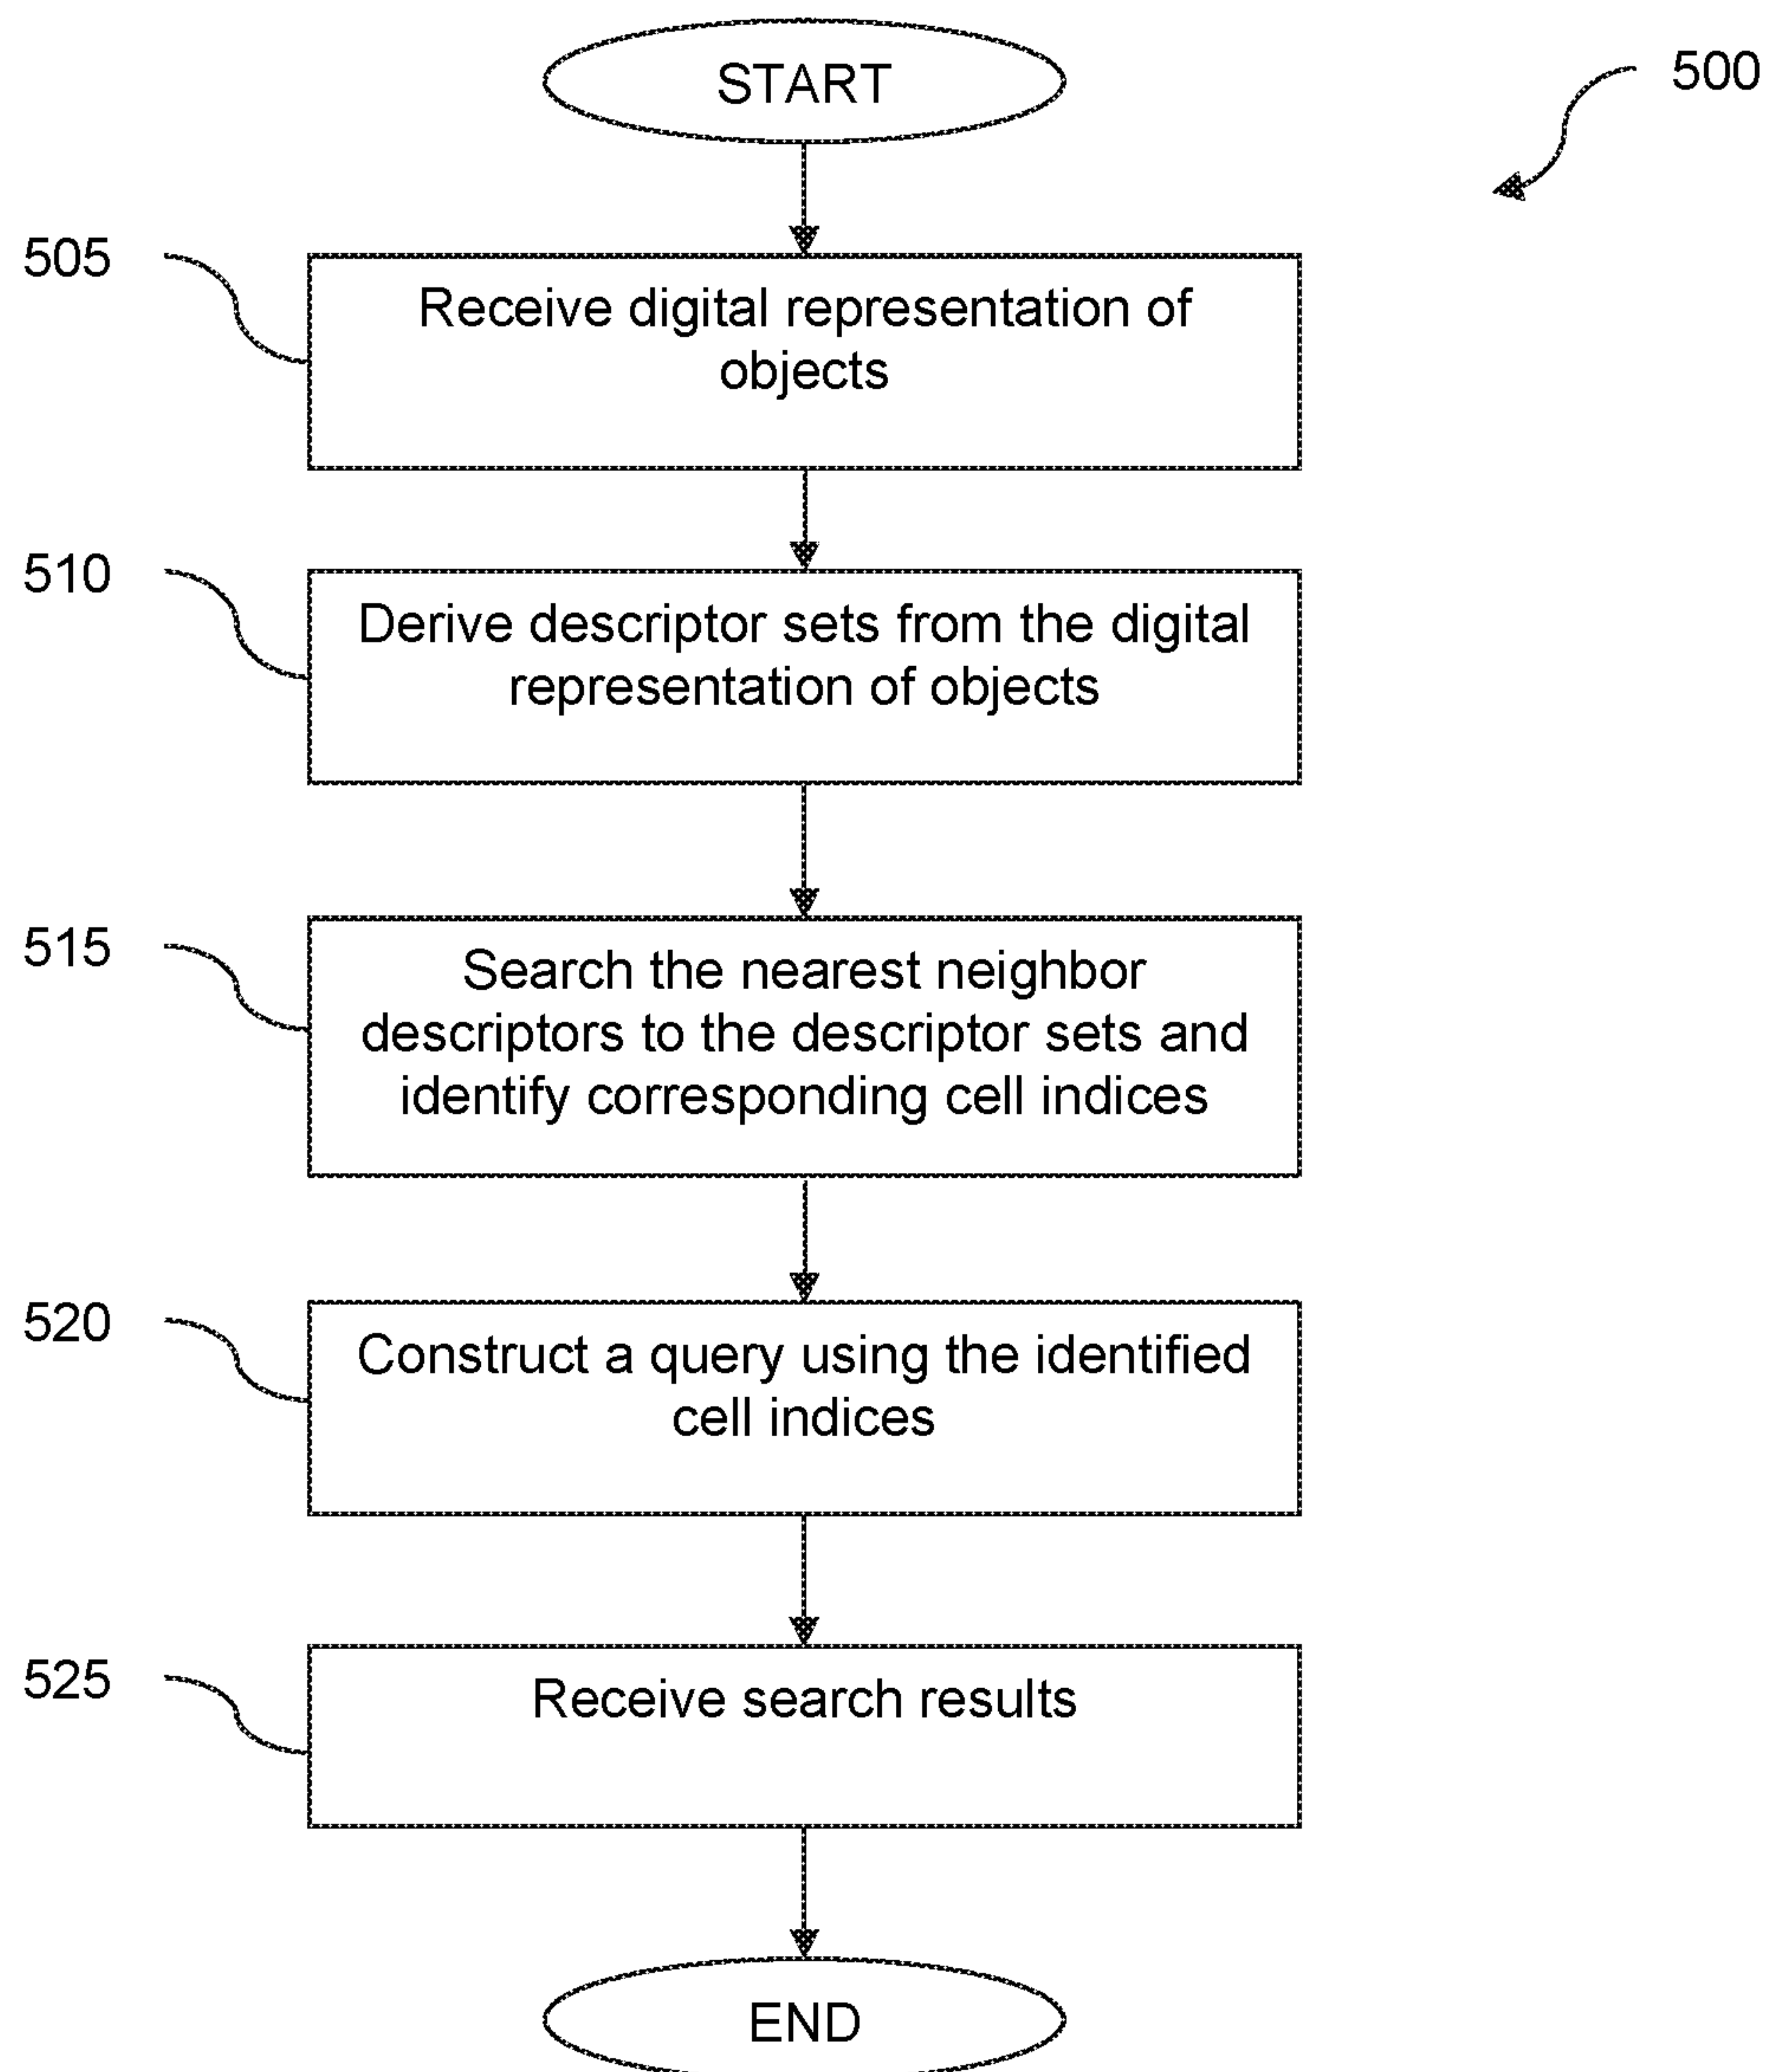 START
500
505
Receive digital representation of
objects
510
Derive descriptor sets from the digital
representation of objects
515
Search the nearest neighbor
descriptors to the descriptor sets and
identify corresponding cell indices
520
Construct a query using the identified
cell indices
525
Receive search results
END